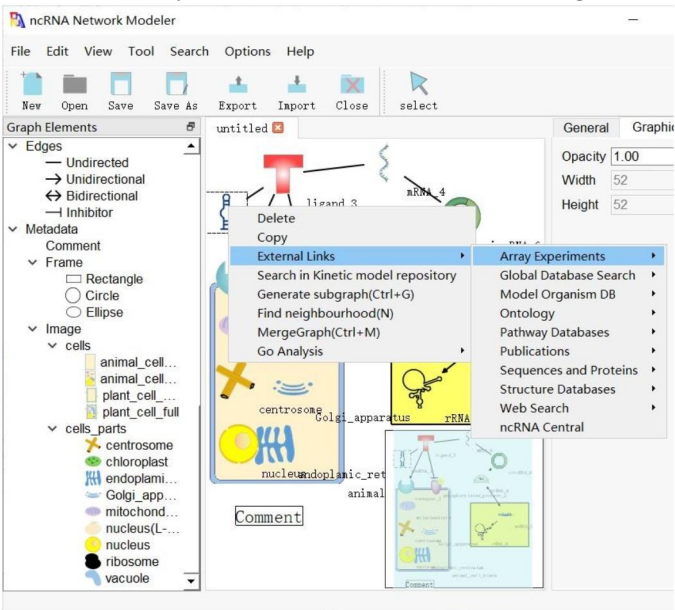 ncRNA Network Modeler
File Edit View Tool Search Options Help
New Open Save Save As Export Import Close select
Graph Elements
untitled
General Graphic
Edges
Undirected
Unidirectional
Bidirectional
Inhibitor
Metadata
Comment
Frame
Rectangle
Circle
Ellipse
Image
cells
animal_cell...
animal_cell...
plant_cell_...
plant_cell_full
cells_parts
centrosome
chloroplast
endoplami...
Golgi_app...
mitochond...
nucleus(L-...
nucleus
ribosome
vacuole
Opacity 1.00
Width 52
Height 52
mRNA_4
ligand_3
Delete
Copy
External Links
Search in Kinetic model repository
Generate subgraph(Ctrl+G)
Find neighbourhood(N)
MergeGraph(Ctrl+M)
Go Analysis
Array Experiments
Global Database Search
Model Organism DB
Ontology
Pathway Databases
Publications
Sequences and Proteins
Structure Databases
Web Search
ncRNA Central
centrosome
Golgi_apparatus
rRNA
nucleus
endoplamic_ret
animal
Comment
Comment